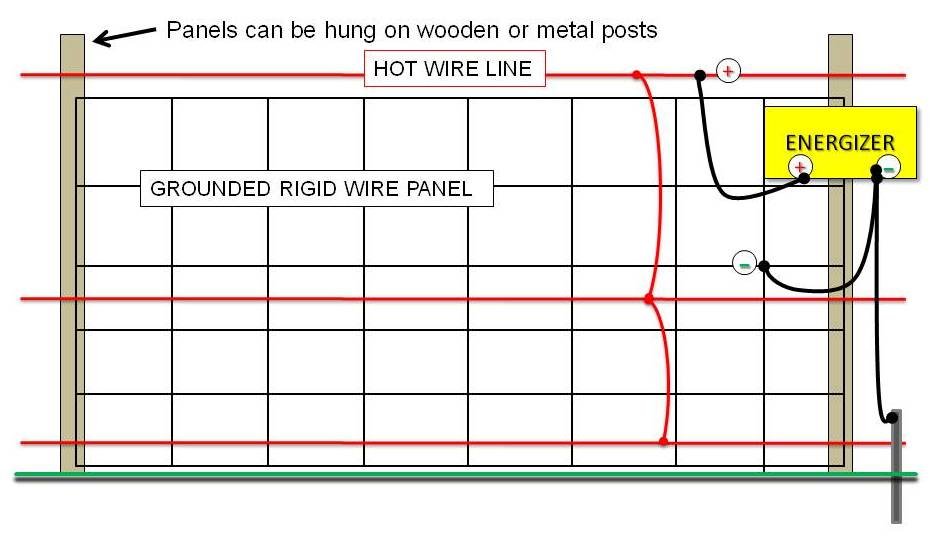 Panels can be hung on wooden or metal posts
HOT WIRE LINE
+
ENERGIZER
+ -
GROUNDED RIGID WIRE PANEL
-